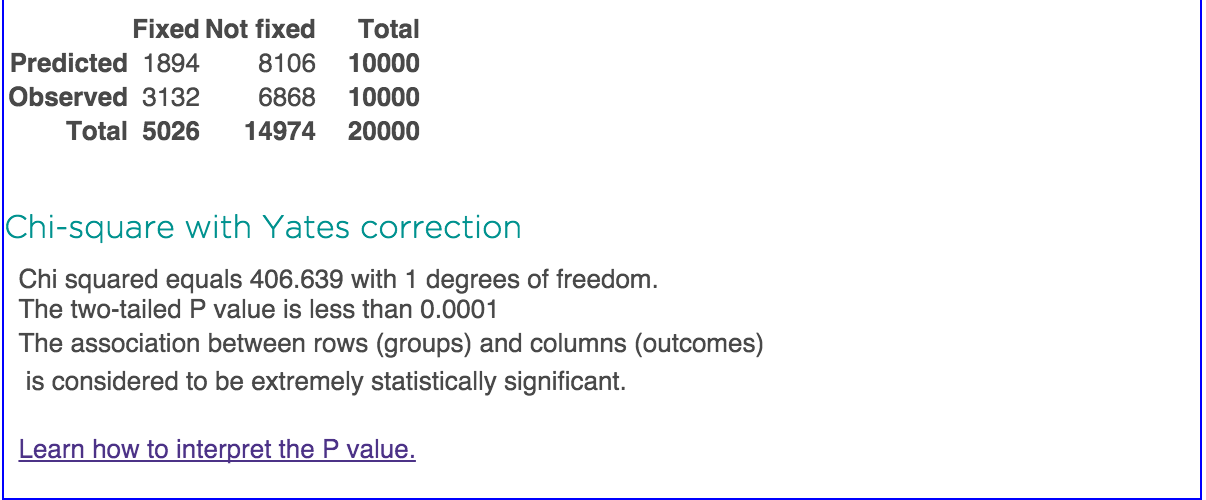 Fixed Not fixed Total
Predicted 1894 8106 10000
Observed 3132 6868 10000
Total 5026 14974 20000
Chi-square with Yates correction
Chi squared equals 406.639 with 1 degrees of freedom.
The two-tailed P value is less than 0.0001
The association between rows (groups) and columns (outcomes)
is considered to be extremely statistically significant.
Learn how to interpret the P value.